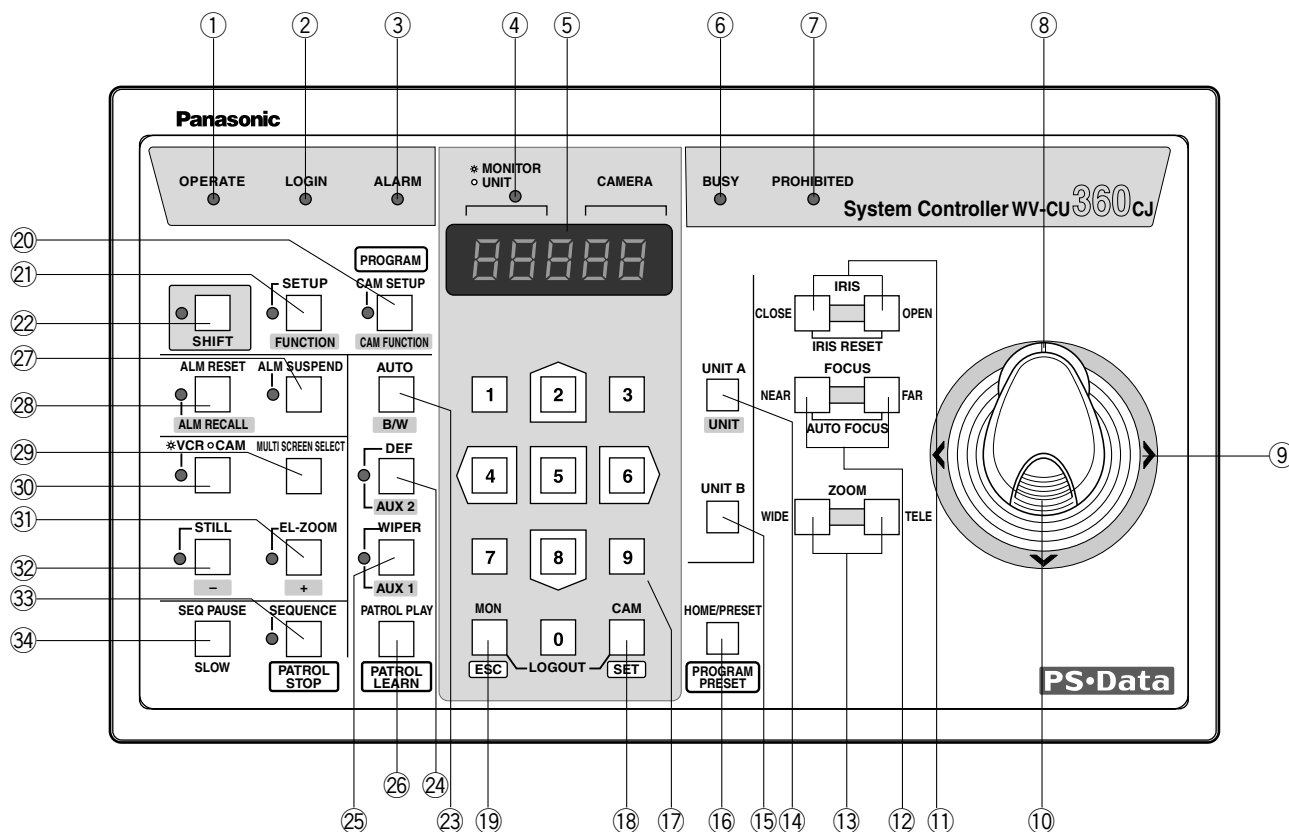 ① ② ③ ④ ⑤ ⑥ ⑦ ⑧
Panasonic
OPERATE LOGIN ALARM
MONITOR
UNIT
CAMERA
BUSY PROHIBITED
System Controller WV-CU360CJ
88888
⑳ PROGRAM
㉑ SETUP CAM SETUP
㉒ SHIFT FUNCTION CAM FUNCTION
IRIS ⑪
CLOSE OPEN
IRIS RESET
㉗ ALM RESET ALM SUSPEND AUTO
㉘ ALM RECALL B/W
1 2 3
UNIT A
UNIT
FOCUS
NEAR FAR
AUTO FOCUS
㉙ VCR CAM MULTI SCREEN SELECT DEF
㉚ AUX 2
4 5 6
⑨
UNIT B
ZOOM
WIDE TELE
㉛ STILL EL-ZOOM WIPER
㉜ − + AUX 1
7 8 9
㉝ SEQ PAUSE SEQUENCE PATROL PLAY
MON CAM HOME/PRESET
0
㉞ SLOW PATROL STOP PATROL LEARN
ESC LOGOUT SET
PROGRAM PRESET
PS·Data
㉕ ㉖ ㉔ ㉓ ⑲ ⑱ ⑰ ⑯ ⑮ ⑭ ⑬ ⑫ ⑪ ⑩